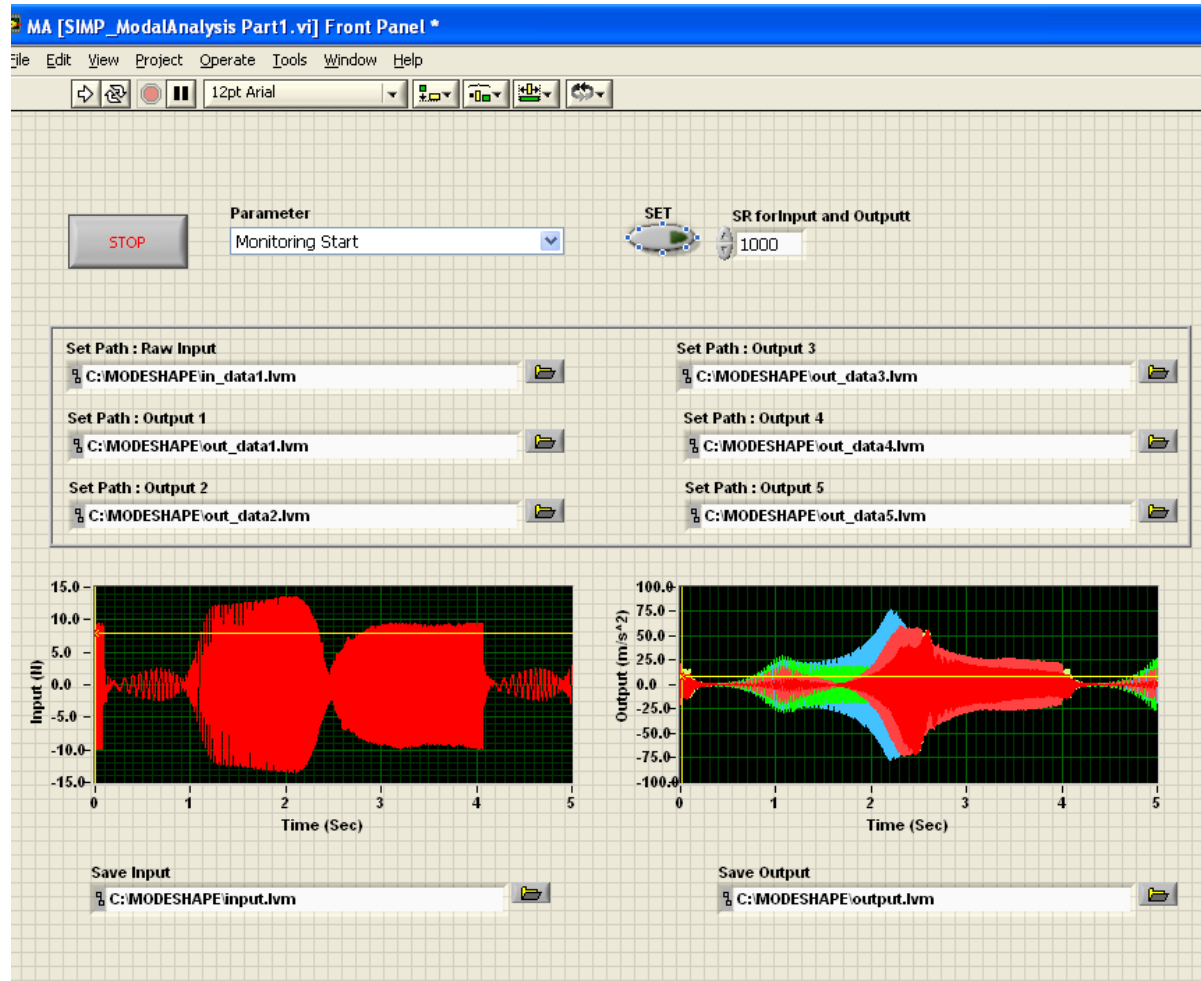 MA [SIMP_ModalAnalysis Part1.vi] Front Panel *
File Edit View Project Operate Tools Window Help
12pt Arial
STOP
Parameter
Monitoring Start
SET
SR forInput and Outputt
1000
Set Path : Raw Input
C:\MODESHAPE\in_data1.lvm
Set Path : Output 3
C:\MODESHAPE\out_data3.lvm
Set Path : Output 1
C:\MODESHAPE\out_data1.lvm
Set Path : Output 4
C:\MODESHAPE\out_data4.lvm
Set Path : Output 2
C:\MODESHAPE\out_data2.lvm
Set Path : Output 5
C:\MODESHAPE\out_data5.lvm
Input (N)
15.0
10.0
5.0
0.0
-5.0
-10.0
-15.0
0 1 2 3 4 5
Time (Sec)
Output (m/s^2)
100.0
75.0
50.0
25.0
0.0
-25.0
-50.0
-75.0
-100.0
0 1 2 3 4 5
Time (Sec)
Save Input
C:\MODESHAPE\input.lvm
Save Output
C:\MODESHAPE\output.lvm